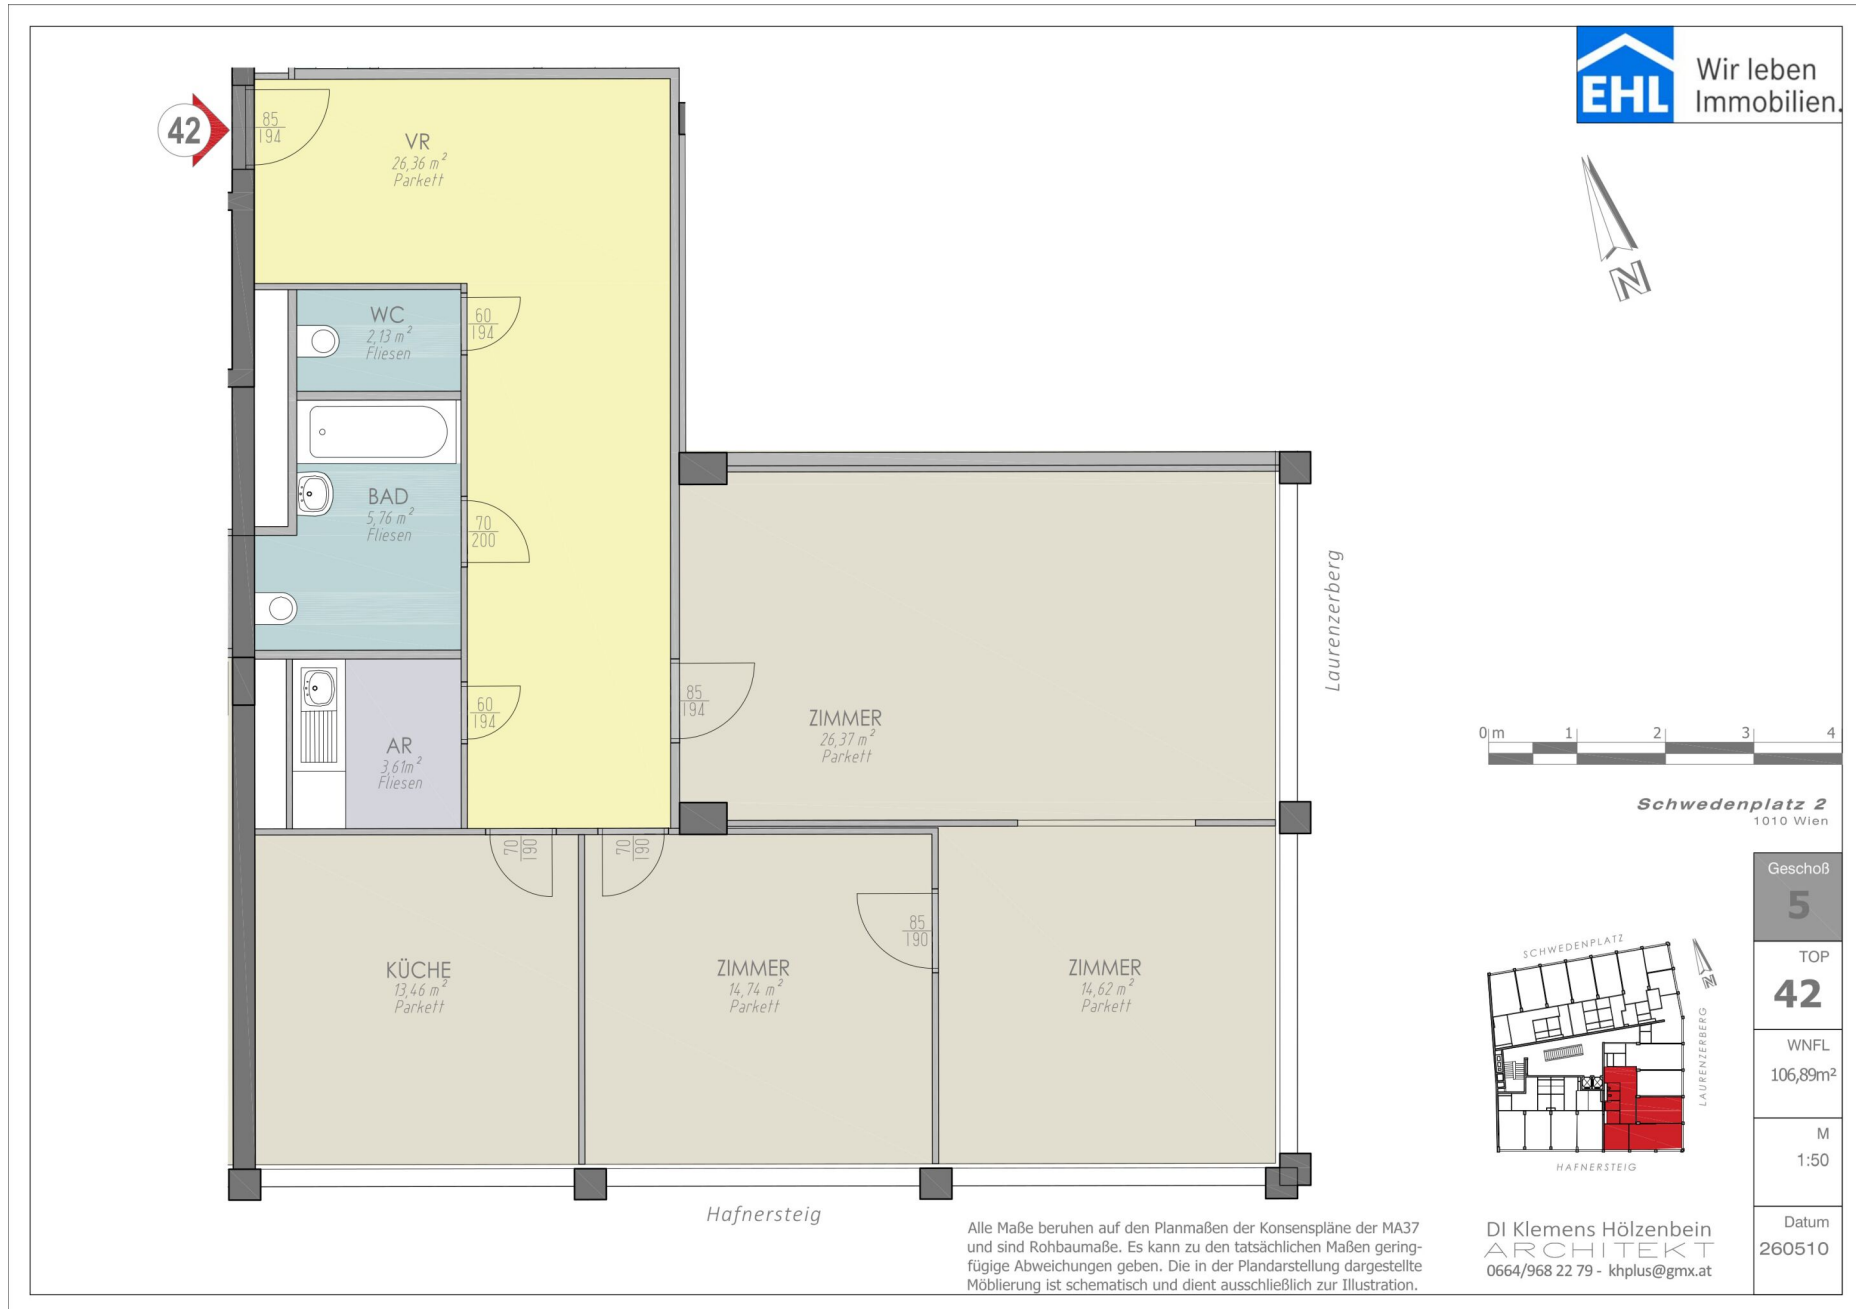 EHL
Wir leben
Immobilien.
42
85
194
VR
26,36 m²
Parkett
N
WC
2,13 m²
Fliesen
60
194
BAD
5,76 m²
Fliesen
70
200
Laurenzerberg
60
194
85
194
AR
3,61m²
Fliesen
ZIMMER
26,37 m²
Parkett
0 m 1 2 3 4
Schwedenplatz 2
1010 Wien
70
190
70
190
85
190
KÜCHE
13,46 m²
Parkett
ZIMMER
14,74 m²
Parkett
ZIMMER
14,62 m²
Parkett
Geschoß
5
TOP
42
WNFL
106,89m²
M
1:50
Datum
260510
SCHWEDENPLATZ
N
LAURENZERBERG
HAFNERSTEIG
Hafnersteig
Alle Maße beruhen auf den Planmaßen der Konsenspläne der MA37
und sind Rohbaumaße. Es kann zu den tatsächlichen Maßen gering-
fügige Abweichungen geben. Die in der Plandarstellung dargestellte
Möblierung ist schematisch und dient ausschließlich zur Illustration.
DI Klemens Hölzenbein
ARCHITEKT
0664/968 22 79 - khplus@gmx.at